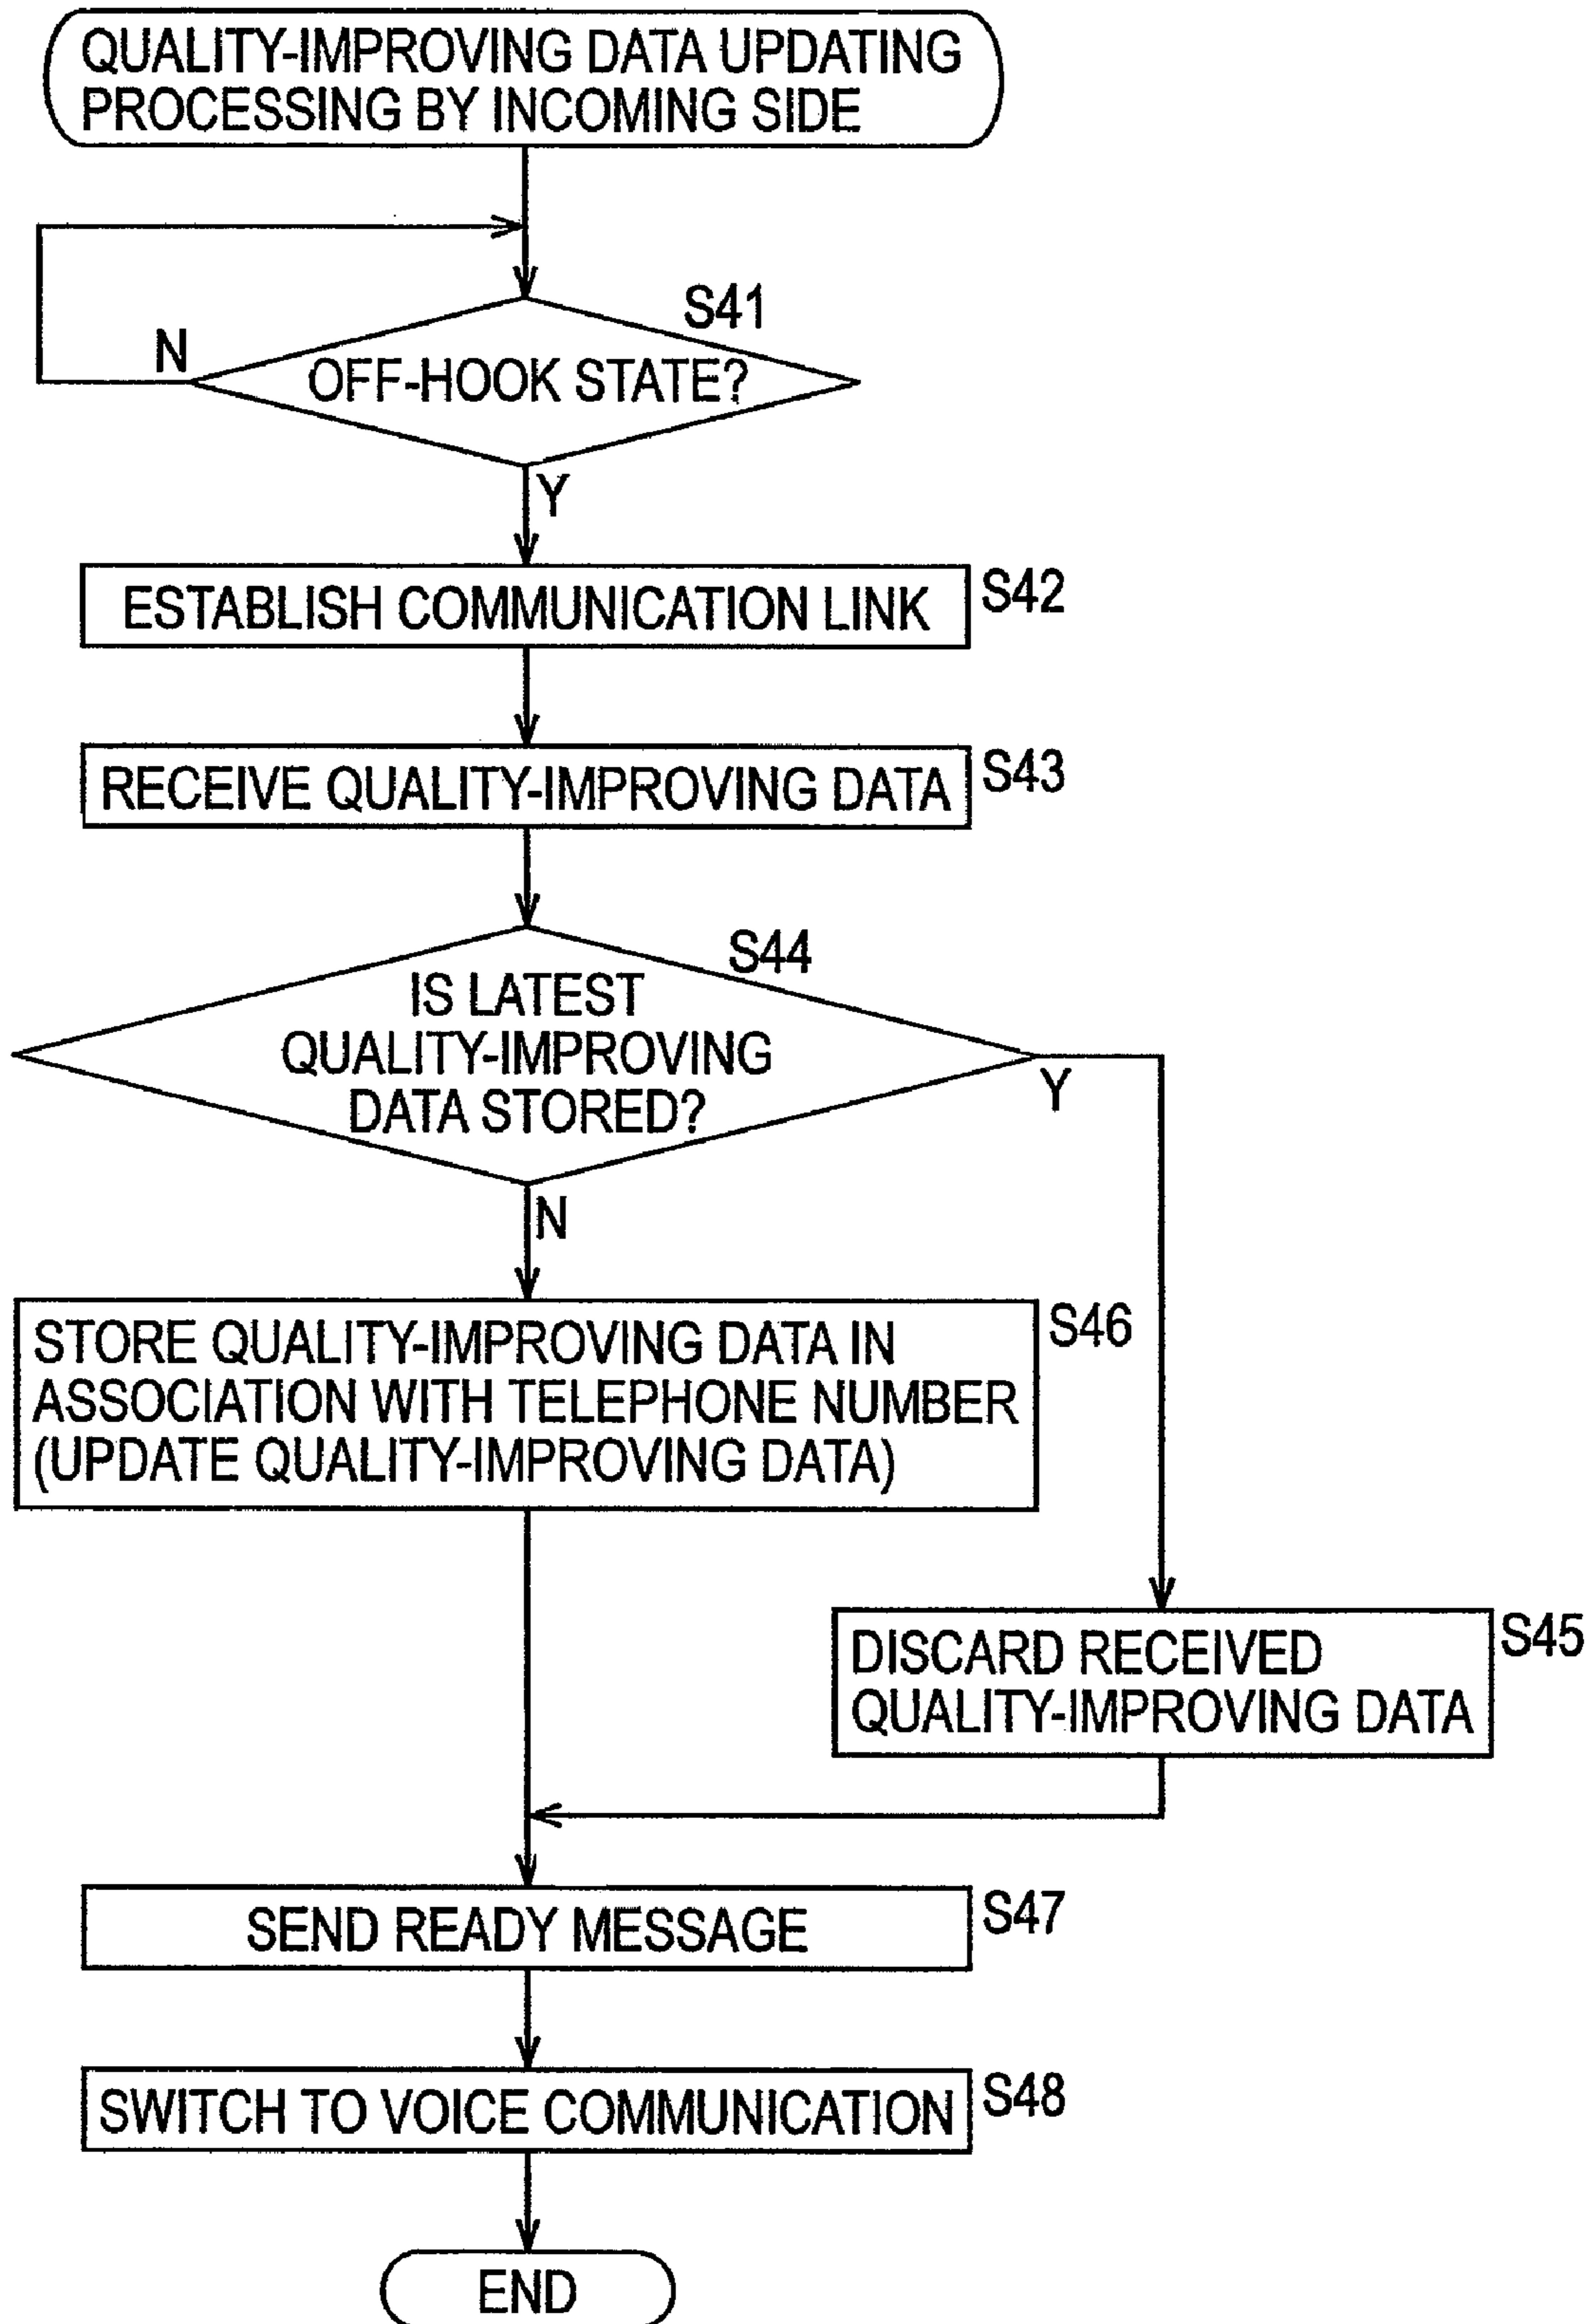 QUALITY-IMPROVING DATA UPDATING
PROCESSING BY INCOMING SIDE
S41
N
OFF-HOOK STATE?
Y
ESTABLISH COMMUNICATION LINK
S42
RECEIVE QUALITY-IMPROVING DATA
S43
S44
IS LATEST
QUALITY-IMPROVING
DATA STORED?
Y
N
STORE QUALITY-IMPROVING DATA IN
ASSOCIATION WITH TELEPHONE NUMBER
(UPDATE QUALITY-IMPROVING DATA)
S46
DISCARD RECEIVED
QUALITY-IMPROVING DATA
S45
SEND READY MESSAGE
S47
SWITCH TO VOICE COMMUNICATION
S48
END